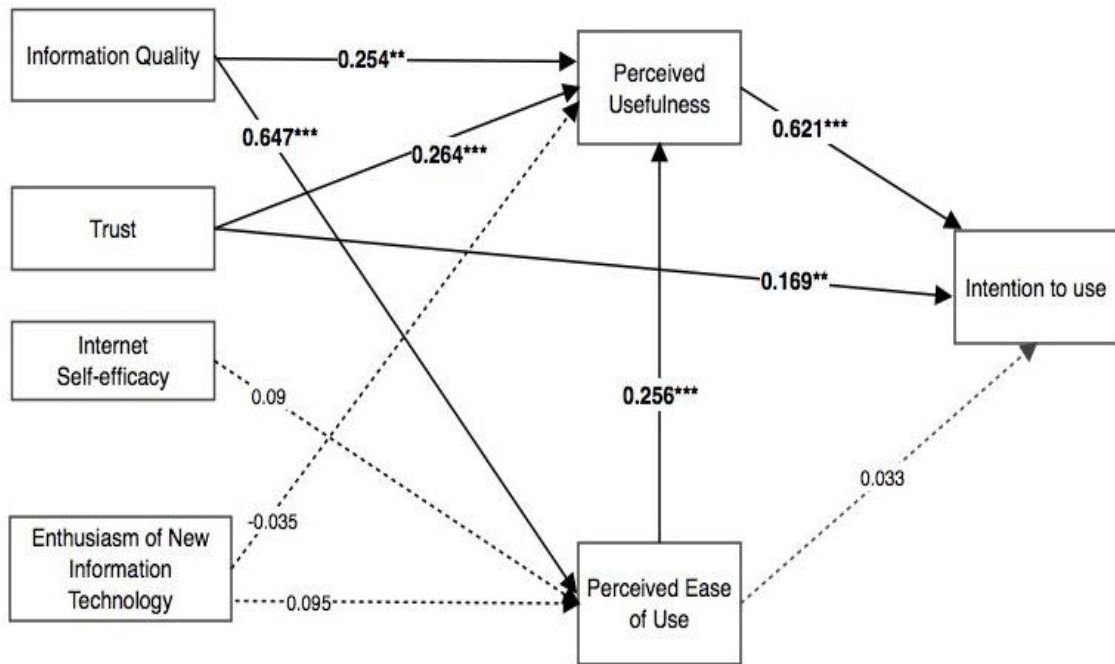 Information Quality
0.254**
Perceived
Usefulness
0.647***
0.264***
0.621***
Trust
0.169**
Intention to use
Internet
Self-efficacy
0.09
0.256***
0.033
-0.035
Enthusiasm of New
Information
Technology
0.095
Perceived Ease
of Use